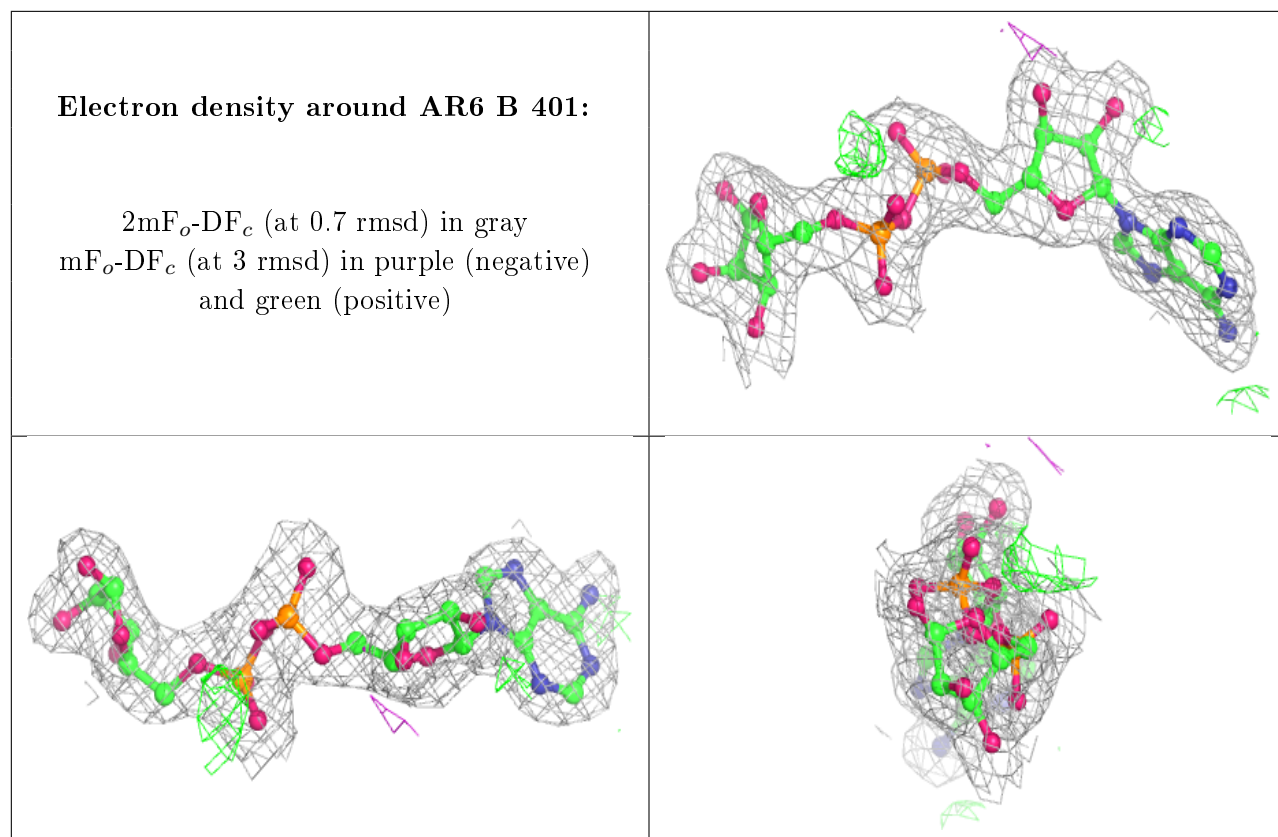 Electron density around AR6 B 401:
2mFₒ-DF𝒸 (at 0.7 rmsd) in gray
mFₒ-DF𝒸 (at 3 rmsd) in purple (negative)
and green (positive)